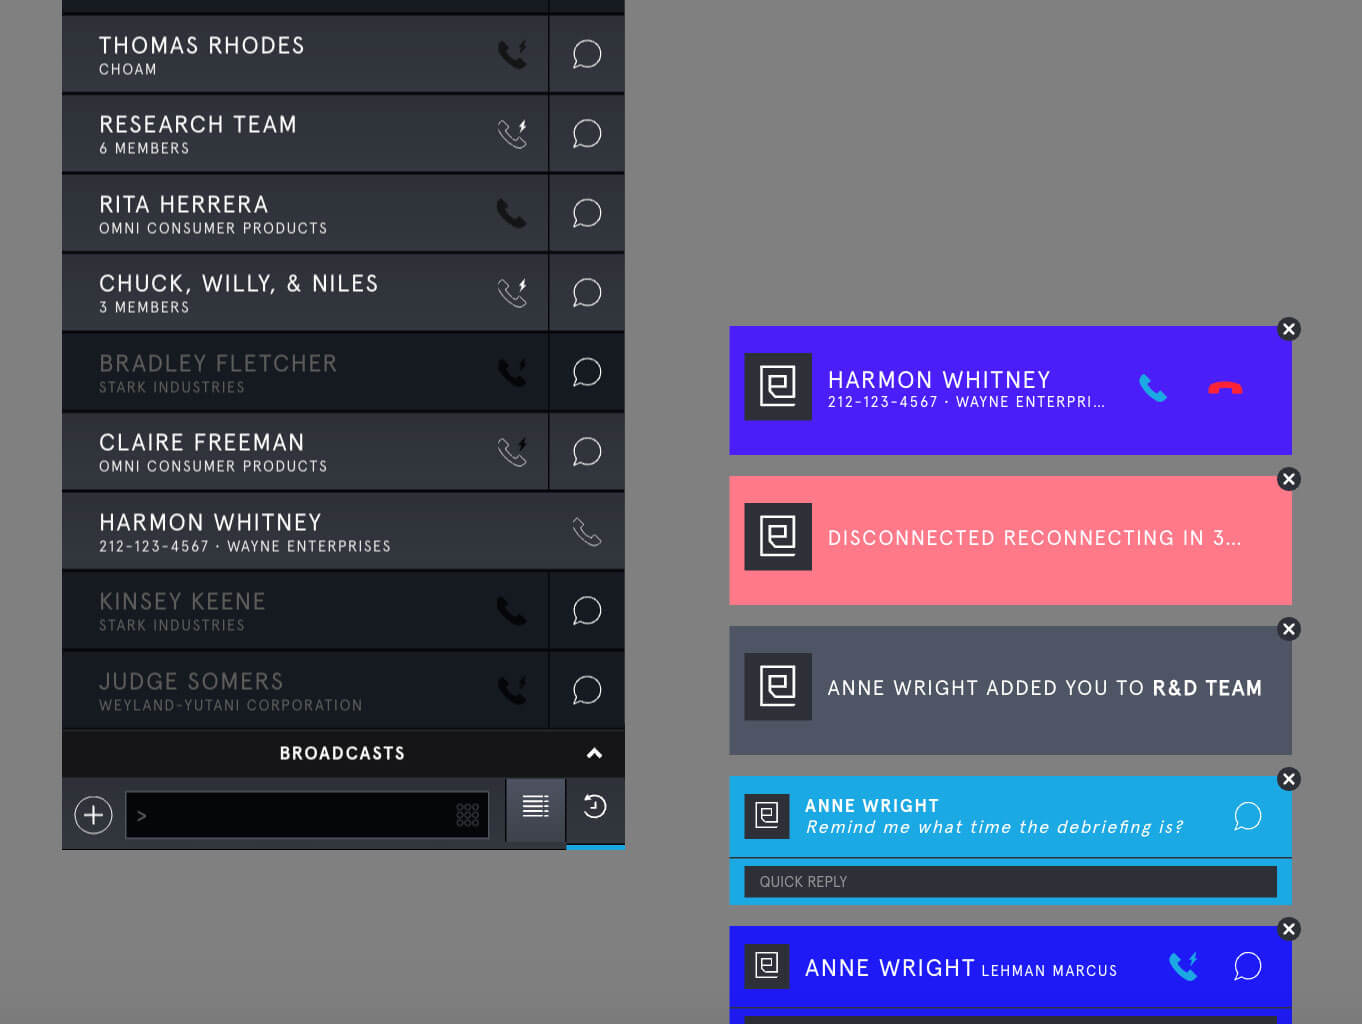 THOMAS RHODES
CHOAM
RESEARCH TEAM
6 MEMBERS
RITA HERRERA
OMNI CONSUMER PRODUCTS
CHUCK, WILLY, & NILES
3 MEMBERS
BRADLEY FLETCHER
STARK INDUSTRIES
CLAIRE FREEMAN
OMNI CONSUMER PRODUCTS
HARMON WHITNEY
212-123-4567 · WAYNE ENTERPRISES
KINSEY KEENE
STARK INDUSTRIES
JUDGE SOMERS
WEYLAND-YUTANI CORPORATION
BROADCASTS
>
HARMON WHITNEY
212-123-4567 · WAYNE ENTERPRI...
DISCONNECTED RECONNECTING IN 3...
ANNE WRIGHT ADDED YOU TO R&D TEAM
ANNE WRIGHT
Remind me what time the debriefing is?
QUICK REPLY
ANNE WRIGHT LEHMAN MARCUS